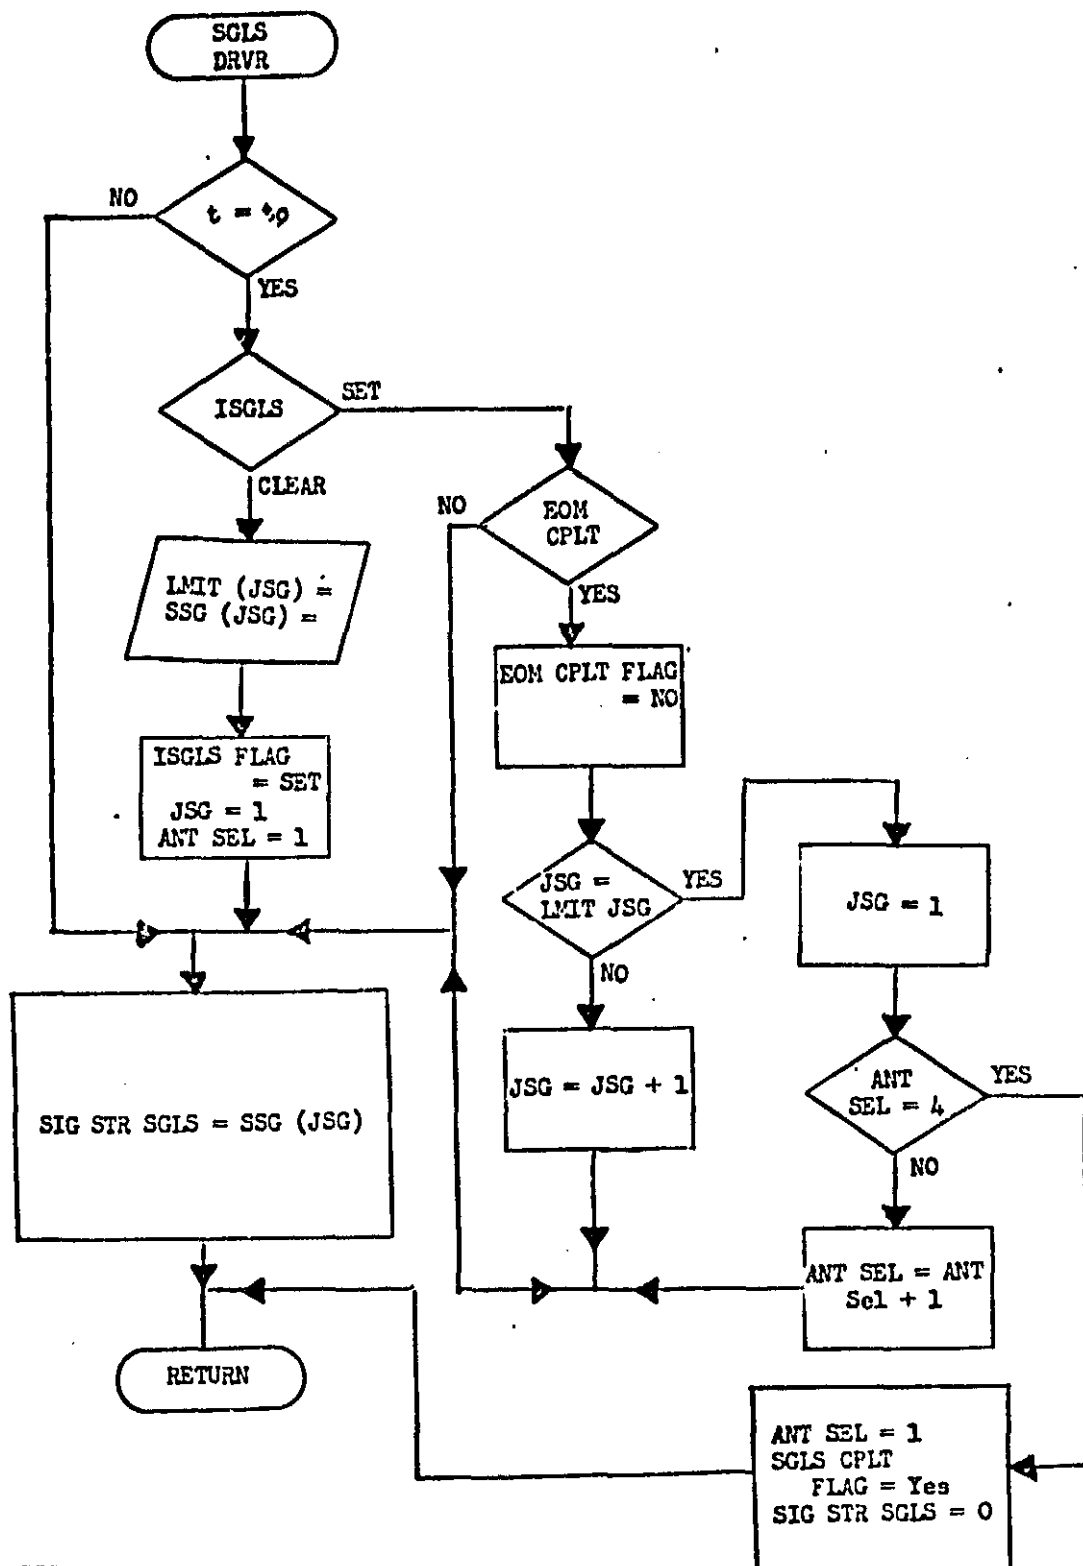 SGLS
DRVR
NO
t = t0
YES
ISGLS
SET
CLEAR
NO
EOM
CPLT
YES
LMIT (JSG) =
SSG (JSG) =
EOM CPLT FLAG
= NO
ISGLS FLAG
= SET
JSG = 1
ANT SEL = 1
JSG =
LMIT JSG
YES
NO
JSG = 1
JSG = JSG + 1
ANT
SEL = 4
YES
NO
SIG STR SGLS = SSG (JSG)
ANT SEL = ANT
Sel + 1
RETURN
ANT SEL = 1
SGLS CPLT
FLAG = Yes
SIG STR SGLS = 0